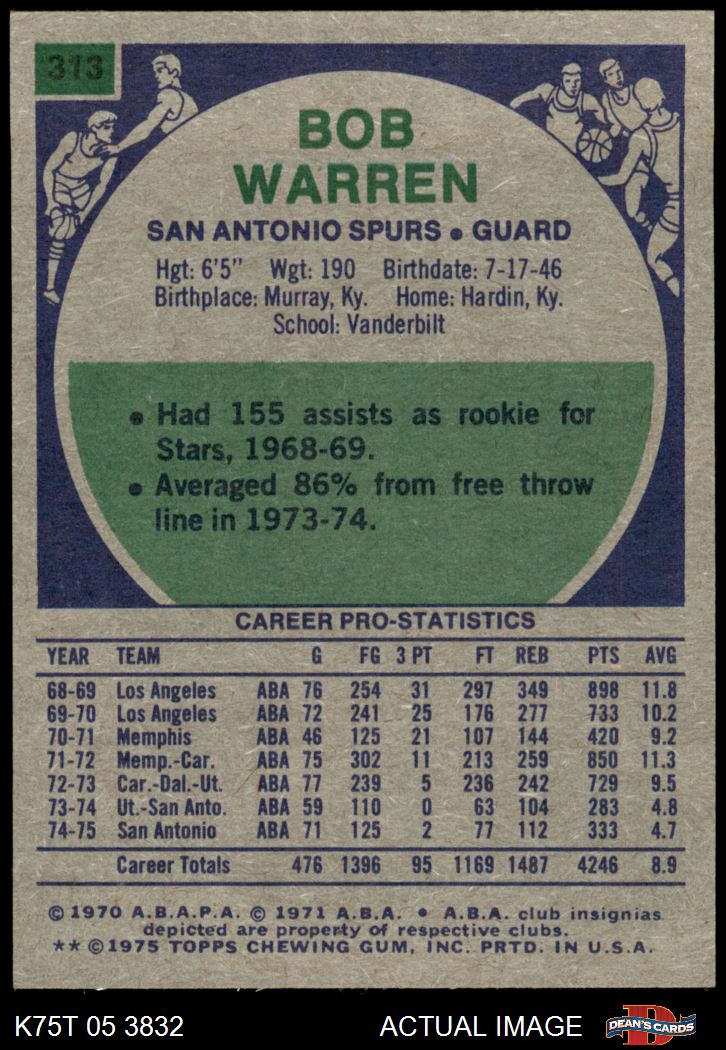 313
BOB
WARREN
SAN ANTONIO SPURS • GUARD
Hgt: 6'5" Wgt: 190 Birthdate: 7-17-46
Birthplace: Murray, Ky. Home: Hardin, Ky.
School: Vanderbilt
• Had 155 assists as rookie for
Stars, 1968-69.
• Averaged 86% from free throw
line in 1973-74.
CAREER PRO-STATISTICS
YEAR TEAM G FG 3 PT FT REB PTS AVG
68-69 Los Angeles ABA 76 254 31 297 349 898 11.8
69-70 Los Angeles ABA 72 241 25 176 277 733 10.2
70-71 Memphis ABA 46 125 21 107 144 420 9.2
71-72 Memp.-Car. ABA 75 302 11 213 259 850 11.3
72-73 Car.-Dal.-Ut. ABA 77 239 5 236 242 729 9.5
73-74 Ut.-San Anto. ABA 59 110 0 63 104 283 4.8
74-75 San Antonio ABA 71 125 2 77 112 333 4.7
Career Totals 476 1396 95 1169 1487 4246 8.9
© 1970 A.B.A.P.A. © 1971 A.B.A. • A.B.A. club insignias
depicted are property of respective clubs.
** © 1975 TOPPS CHEWING GUM, INC. PRTD. IN U.S.A.
K75T 05 3832 ACTUAL IMAGE DEAN'S CARDS